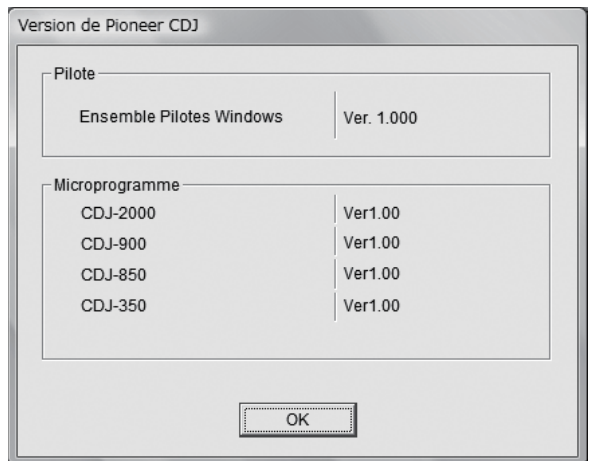 Version de Pioneer CDJ
Pilote
Ensemble Pilotes Windows Ver. 1.000
Microprogramme
CDJ-2000 Ver1.00
CDJ-900 Ver1.00
CDJ-850 Ver1.00
CDJ-350 Ver1.00
OK